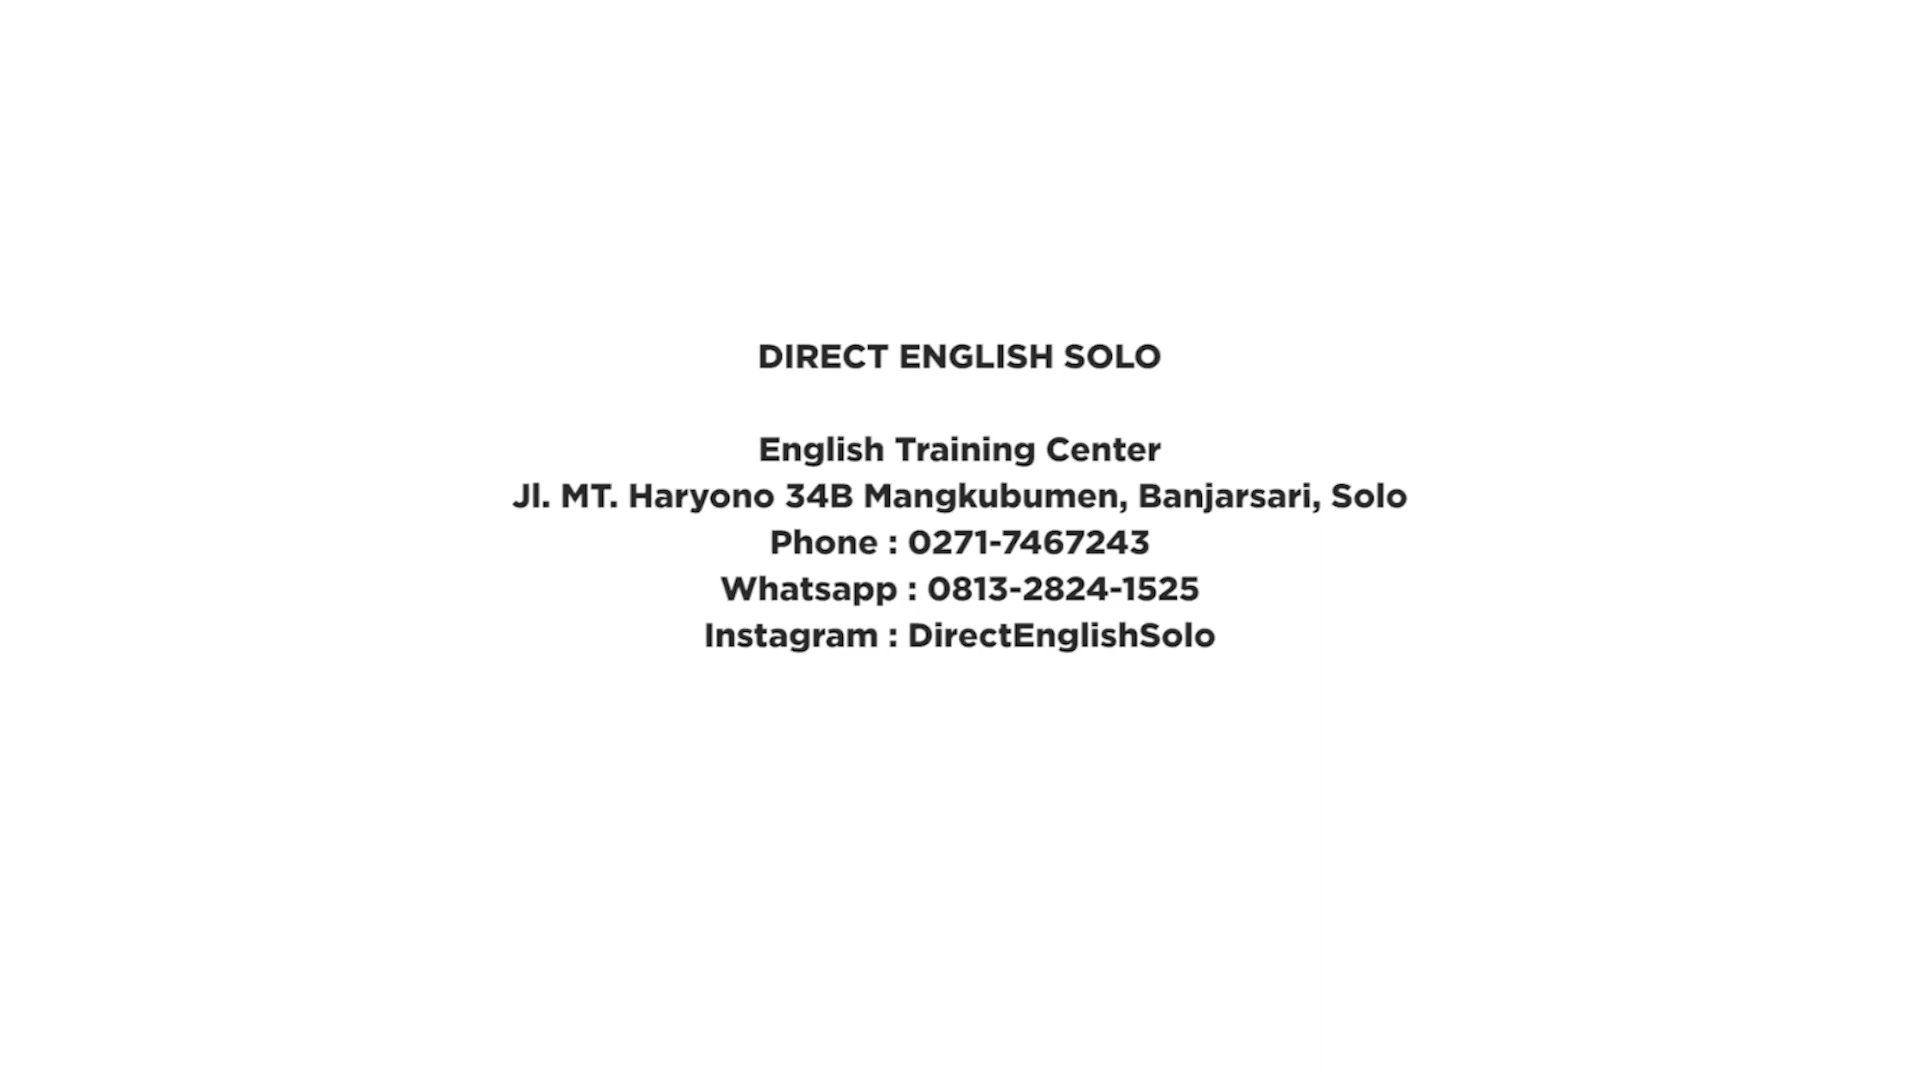 DIRECT ENGLISH SOLO
English Training Center
Jl. MT. Haryono 34B Mangkubumen, Banjarsari, Solo
Phone : 0271-7467243
Whatsapp : 0813-2824-1525
Instagram : DirectEnglishSolo